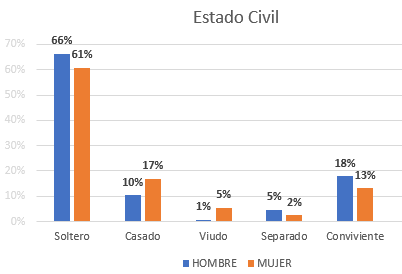 Estado Civil
70%
60%
50%
40%
30%
20%
10%
0%
66%
61%
10%
17%
1%
5%
5%
2%
18%
13%
Soltero
Casado
Viudo
Separado
Conviviente
HOMBRE
MUJER